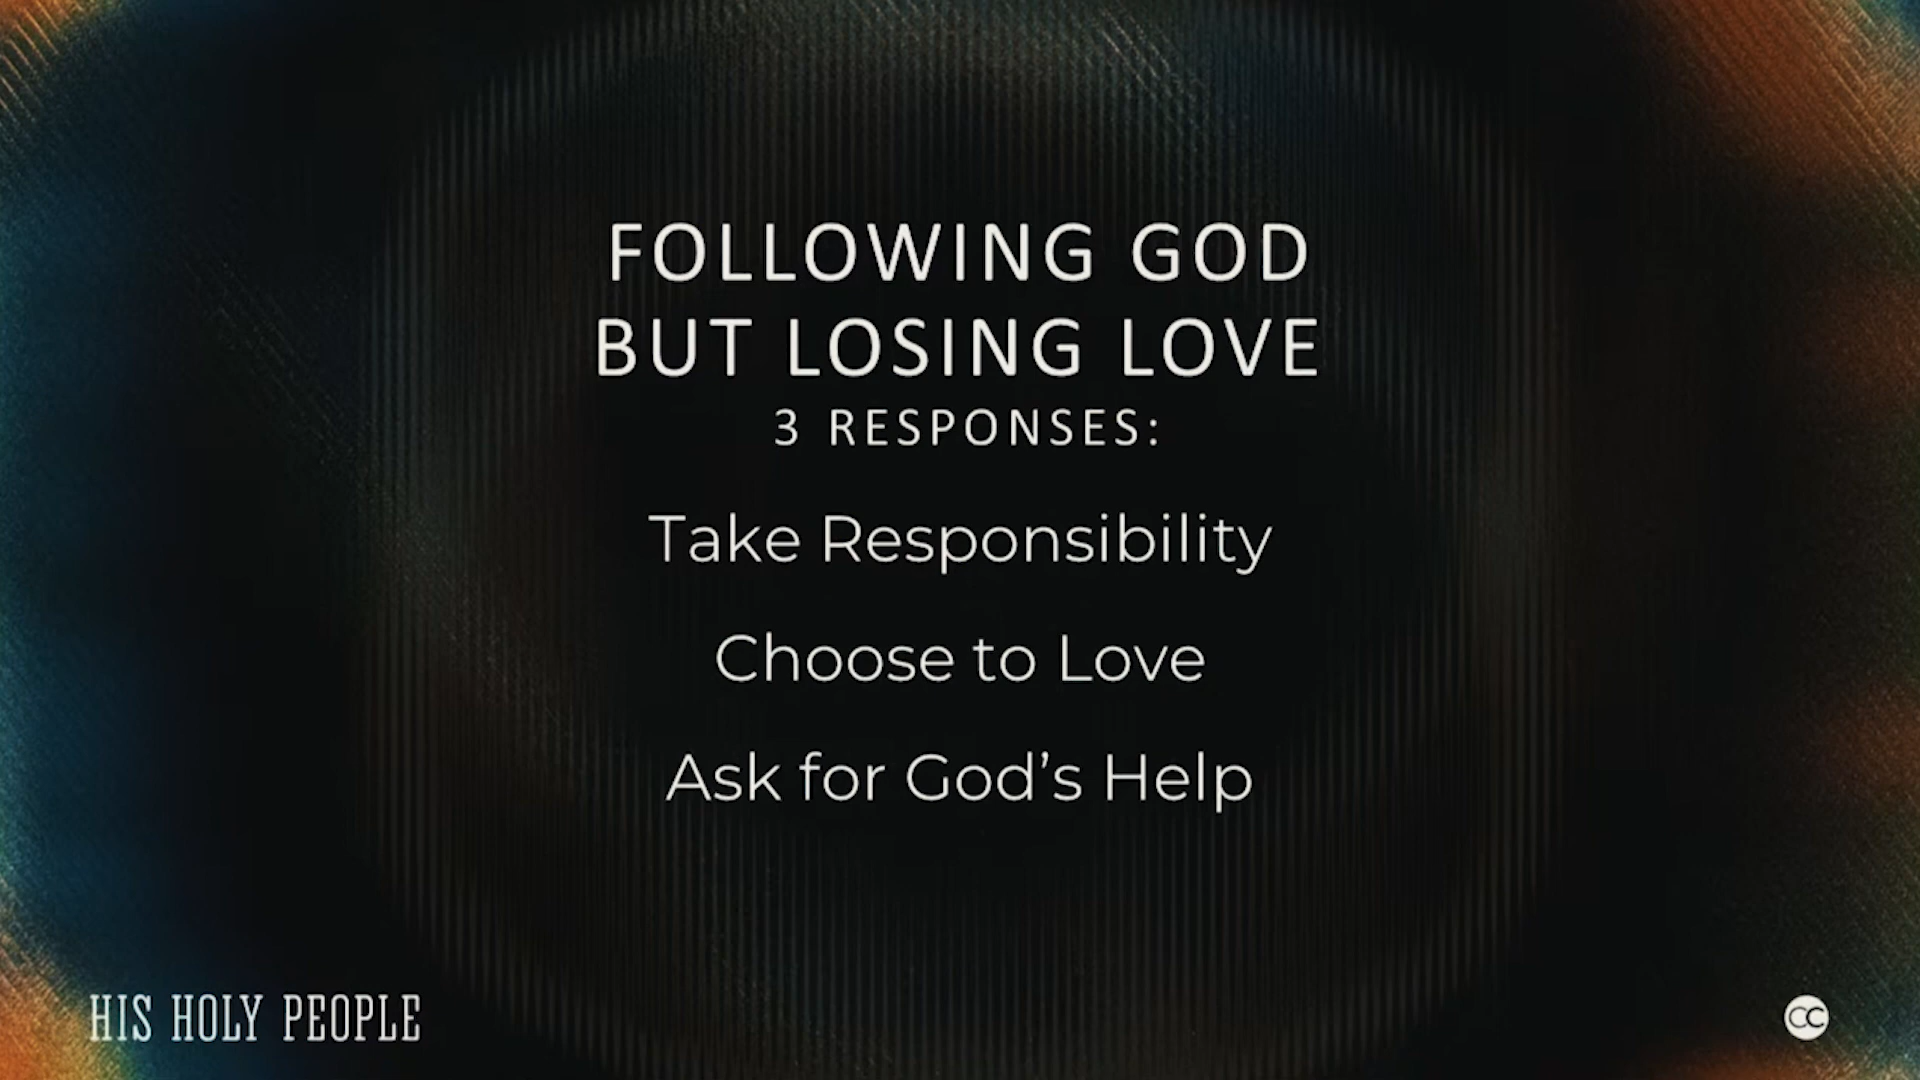 FOLLOWING GOD
BUT LOSING LOVE
3 RESPONSES:
Take Responsibility
Choose to Love
Ask for God’s Help
HIS HOLY PEOPLE
CC